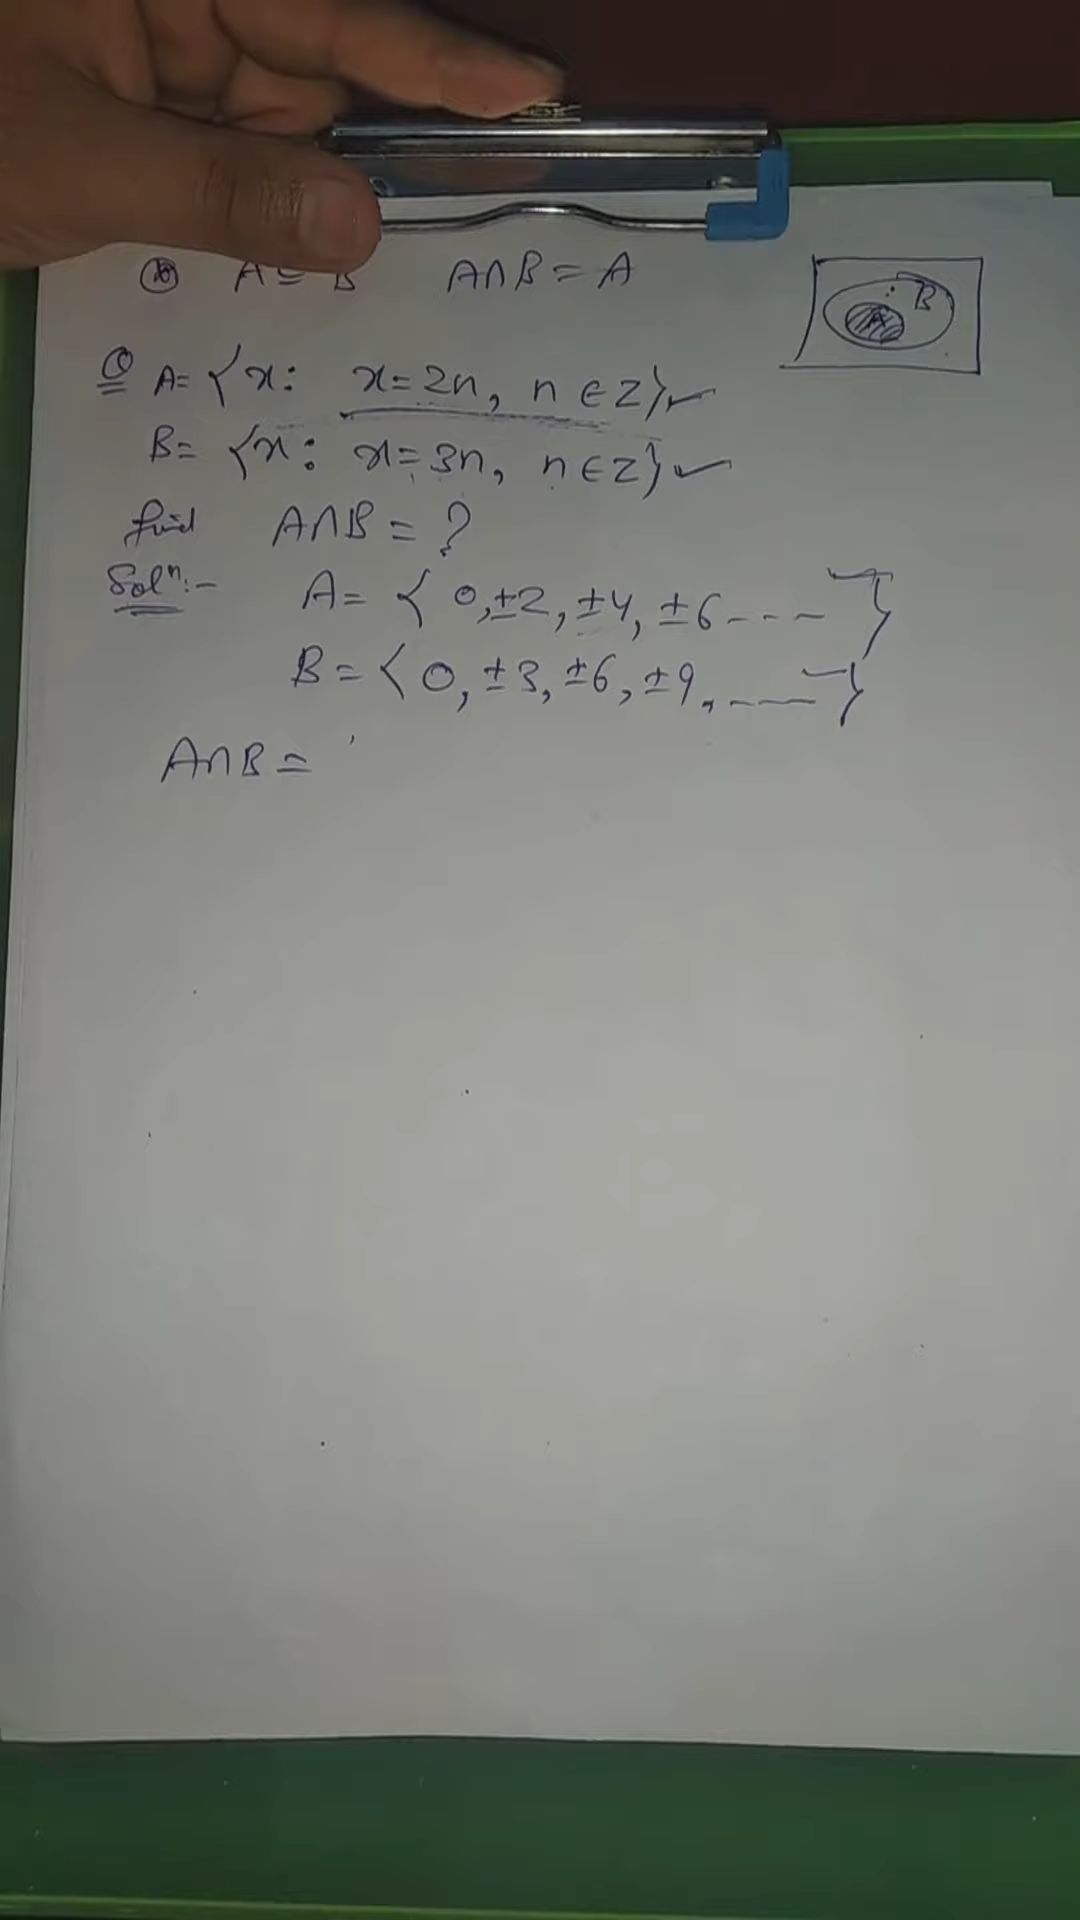 A ⊆ B A∩B = A
B
A
Q A= {x: x=2n, n∈Z}
B= {x: x=3n, n∈Z}
find A∩B = ?
Solⁿ:-
A= { 0, ±2, ±4, ±6 - - - - }
B= { 0, ±3, ±6, ±9, - - - - }
A∩B =